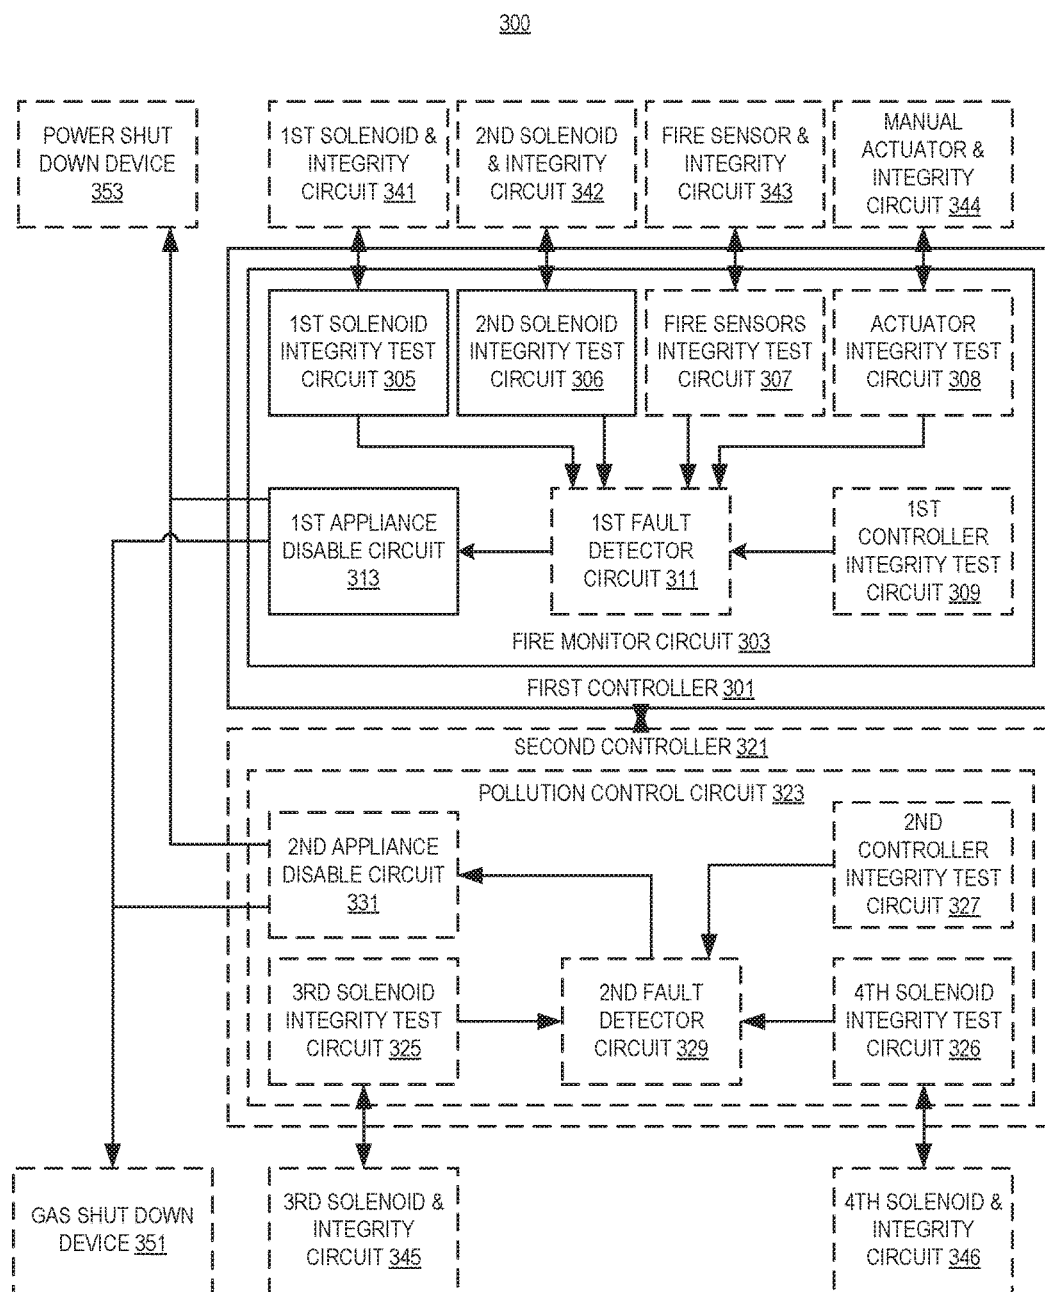 300
POWER SHUT
DOWN DEVICE
353
1ST SOLENOID &
INTEGRITY
CIRCUIT 341
2ND SOLENOID
& INTEGRITY
CIRCUIT 342
FIRE SENSOR &
INTEGRITY
CIRCUIT 343
MANUAL
ACTUATOR &
INTEGRITY
CIRCUIT 344
1ST SOLENOID
INTEGRITY TEST
CIRCUIT 305
2ND SOLENOID
INTEGRITY TEST
CIRCUIT 306
FIRE SENSORS
INTEGRITY TEST
CIRCUIT 307
ACTUATOR
INTEGRITY TEST
CIRCUIT 308
1ST APPLIANCE
DISABLE CIRCUIT
313
1ST FAULT
DETECTOR
CIRCUIT 311
1ST
CONTROLLER
INTEGRITY TEST
CIRCUIT 309
FIRE MONITOR CIRCUIT 303
FIRST CONTROLLER 301
SECOND CONTROLLER 321
POLLUTION CONTROL CIRCUIT 323
2ND APPLIANCE
DISABLE CIRCUIT
331
2ND
CONTROLLER
INTEGRITY TEST
CIRCUIT 327
3RD SOLENOID
INTEGRITY TEST
CIRCUIT 325
2ND FAULT
DETECTOR
CIRCUIT 329
4TH SOLENOID
INTEGRITY TEST
CIRCUIT 326
GAS SHUT DOWN
DEVICE 351
3RD SOLENOID &
INTEGRITY
CIRCUIT 345
4TH SOLENOID &
INTEGRITY
CIRCUIT 346